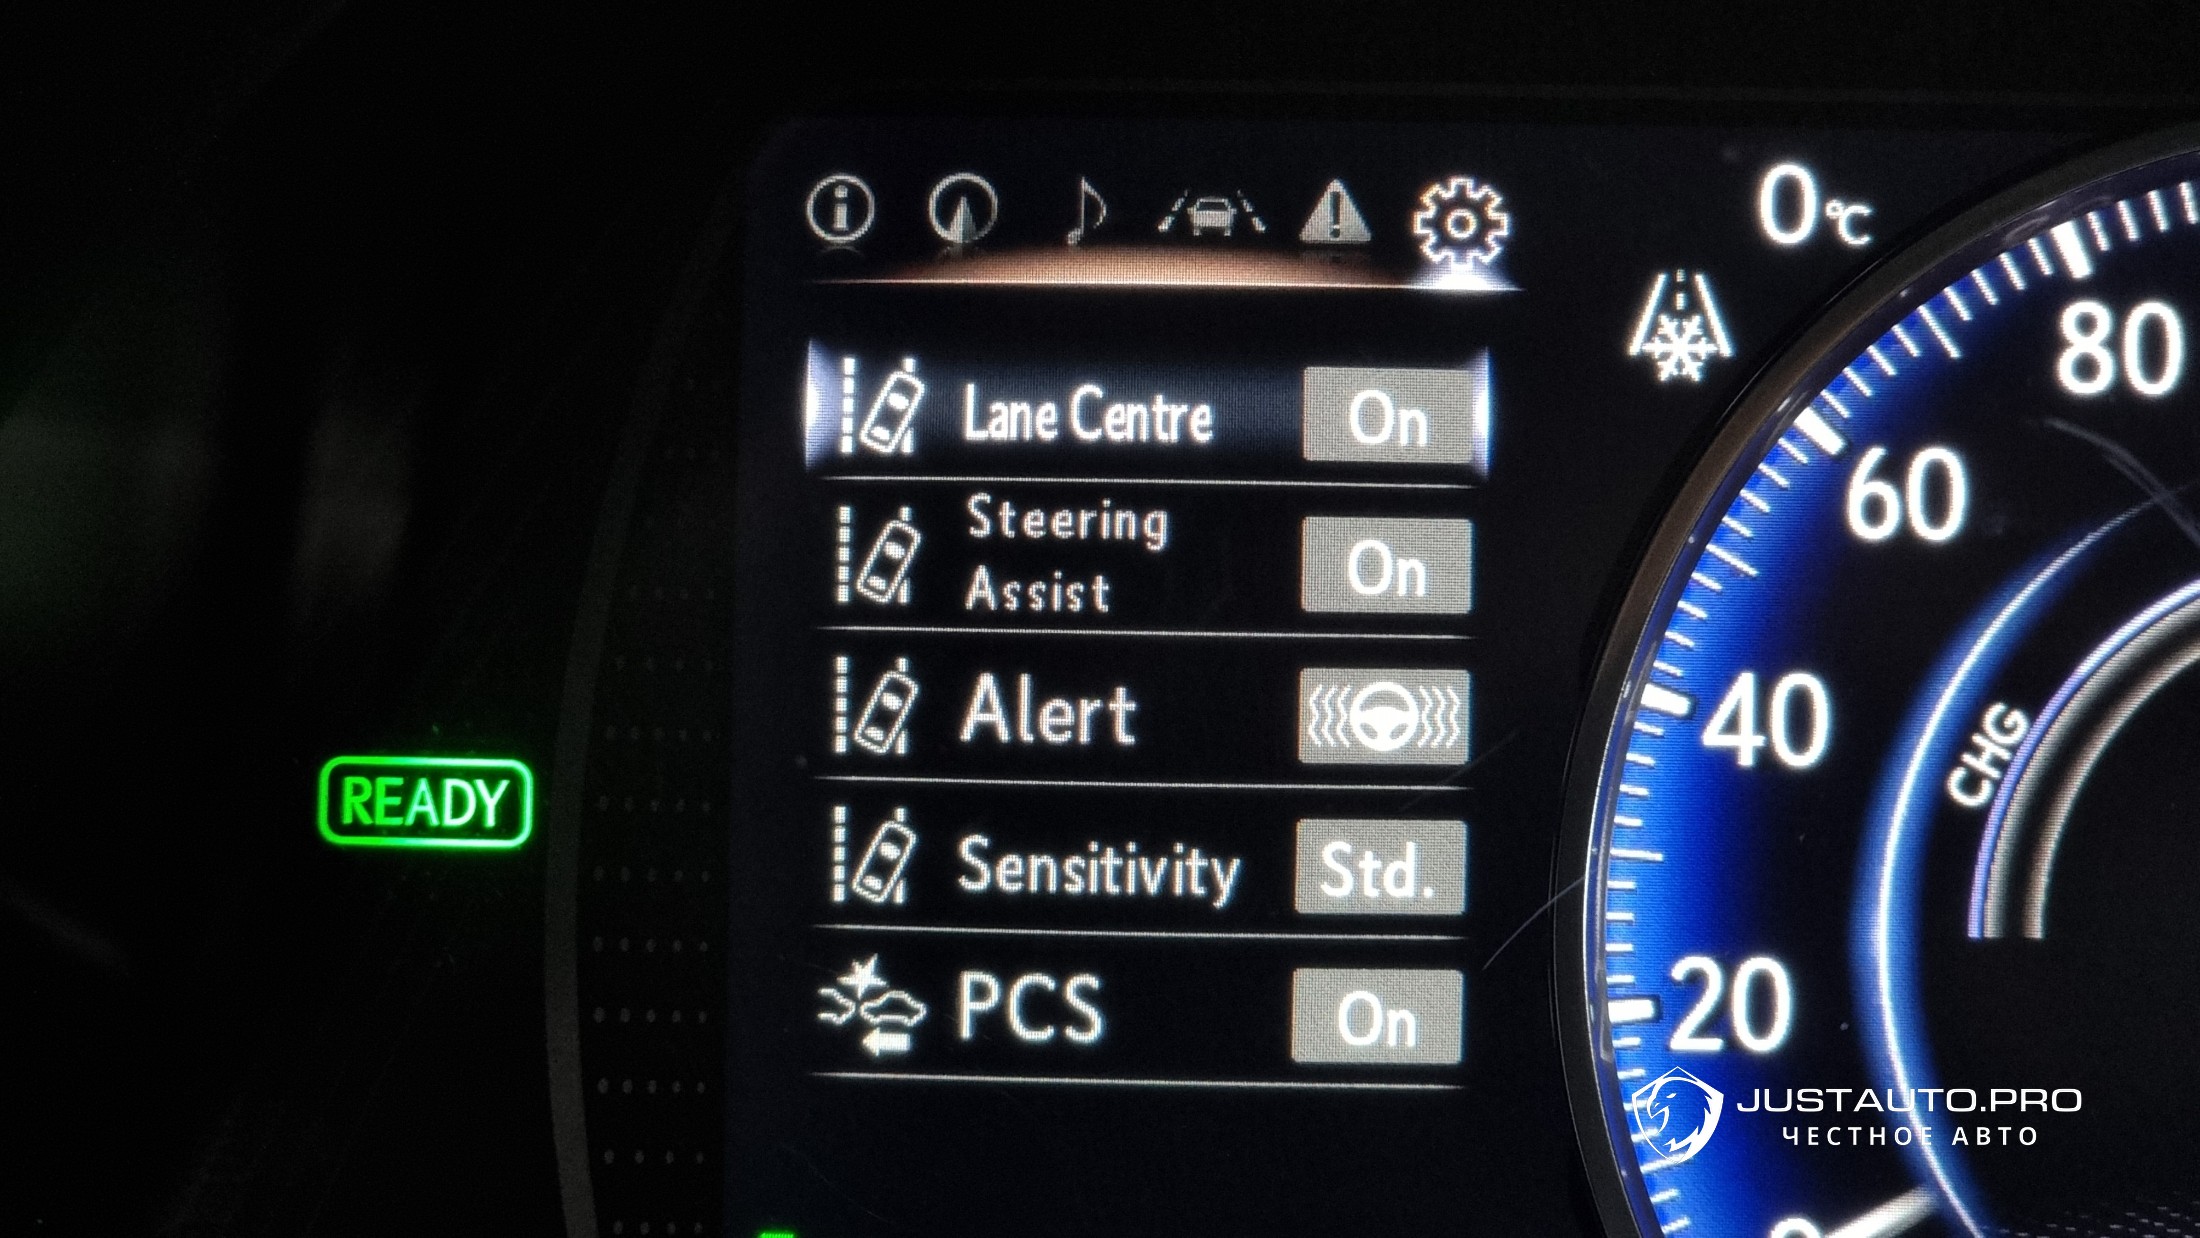 0°C
Lane Centre On
Steering
Assist On
Alert
Sensitivity Std.
PCS On
READY
80
60
40
20
CHG
JUSTAUTO.PRO
ЧЕСТНОЕ АВТО